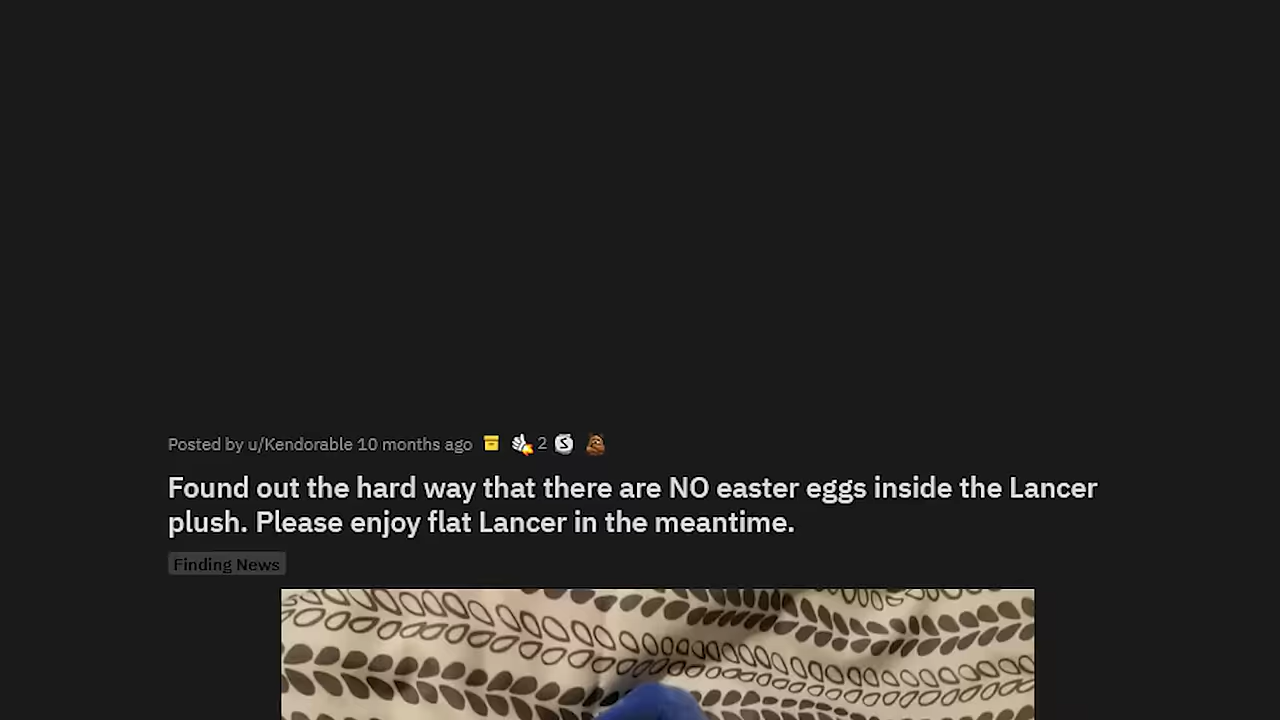 Posted by u/Kendorable 10 months ago 2
Found out the hard way that there are NO easter eggs inside the Lancer
plush. Please enjoy flat Lancer in the meantime.
Finding News